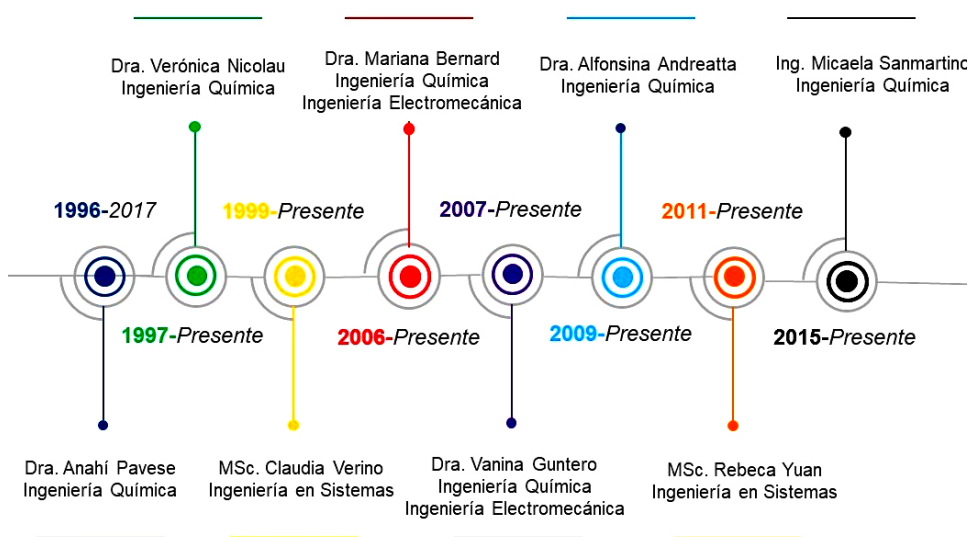 Dra. Verónica Nicolau
Ingeniería Química
Dra. Mariana Bernard
Ingeniería Química
Ingeniería Electromecánica
Dra. Alfonsina Andreatta
Ingeniería Química
Ing. Micaela Sanmartino
Ingeniería Química
1996-2017
1999-Presente
2007-Presente
2011-Presente
1997-Presente
2006-Presente
2009-Presente
2015-Presente
Dra. Anahí Pavese
Ingeniería Química
MSc. Claudia Verino
Ingeniería en Sistemas
Dra. Vanina Guntero
Ingeniería Química
Ingeniería Electromecánica
MSc. Rebeca Yuan
Ingeniería en Sistemas